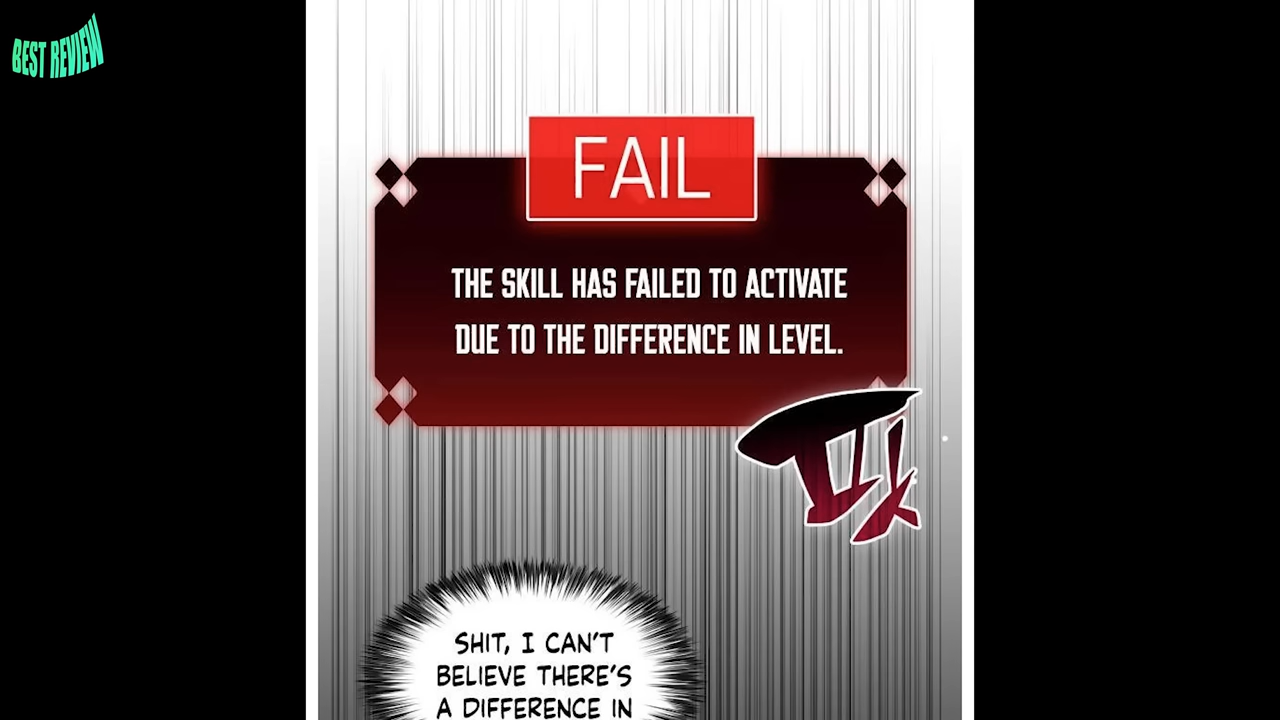 BEST REVIEW
FAIL
THE SKILL HAS FAILED TO ACTIVATE
DUE TO THE DIFFERENCE IN LEVEL.
SHIT, I CAN'T
BELIEVE THERE'S
A DIFFERENCE IN